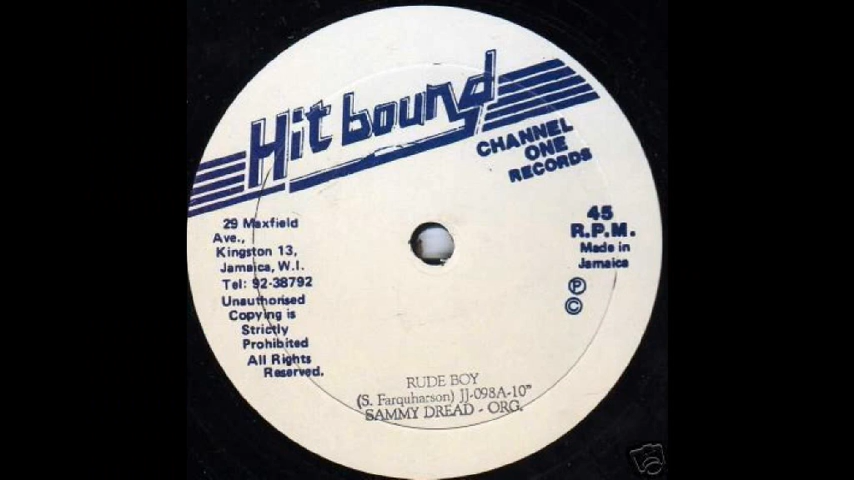 Hit bound
CHANNEL
ONE
RECORDS
29 Maxfield
Ave.,
Kingston 13,
Jamaica, W.I.
Tel: 92-38792
Unauthorised
Copying is
Strictly
Prohibited
All Rights
Reserved.
45
R.P.M.
Made in
Jamaica
Ⓟ
©
RUDE BOY
(S. Farquharson) JJ-098A-10"
SAMMY DREAD - ORG.